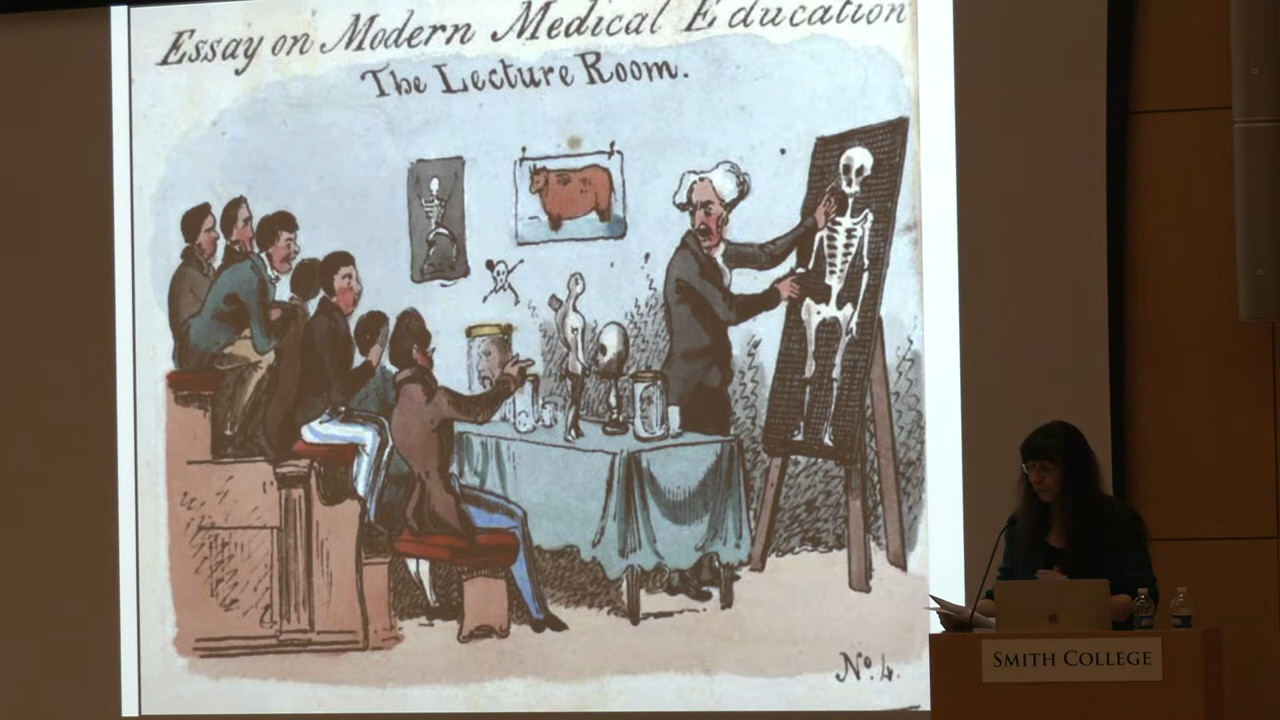 Essay on Modern Medical Education
The Lecture Room.
No. 4.
SMITH COLLEGE